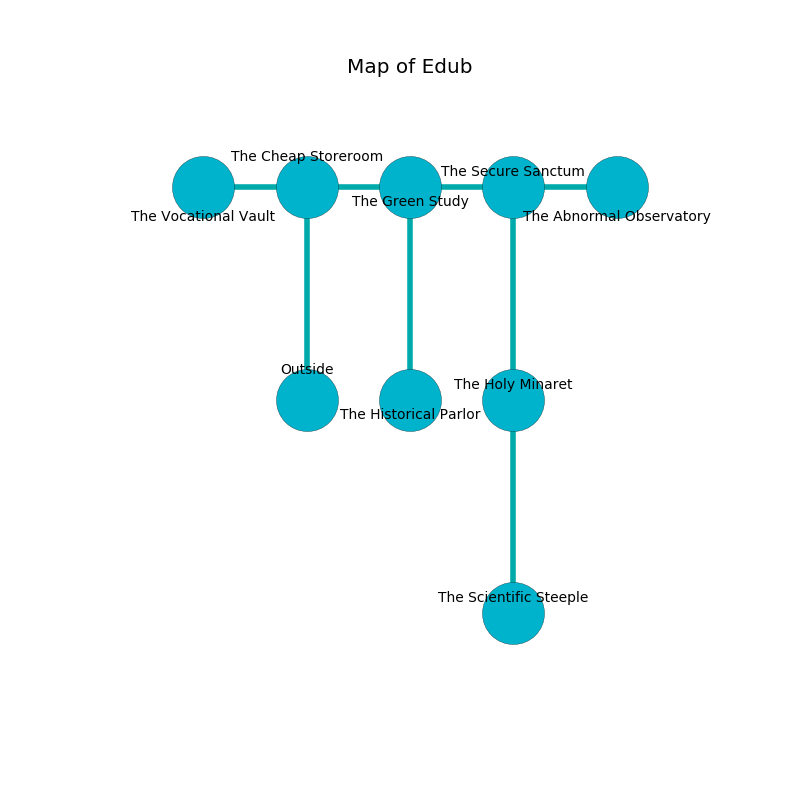 Map of Edub
The Cheap Storeroom
The Secure Sanctum
The Green Study
The Vocational Vault
The Abnormal Observatory
Outside
The Holy Minaret
The Historical Parlor
The Scientific Steeple